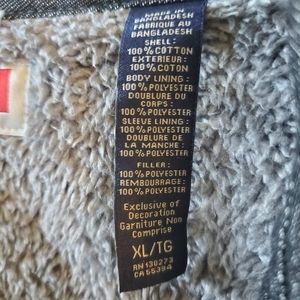 MADE IN
BANGLADESH
FABRIQUE AU
BANGLADESH
SHELL:
100% COTTON
EXTERIEUR:
100% COTON
BODY LINING:
100% POLYESTER
DOUBLURE DU
CORPS:
100% POLYESTER
SLEEVE LINING:
100% POLYESTER
DOUBLURE DE
LA MANCHE:
100% POLYESTER
FILLER:
100% POLYESTER
REMBOURRAGE:
100% POLYESTER
Exclusive of
Decoration
Garniture Non
Comprise
XL/TG
RN 130273
CA 55394